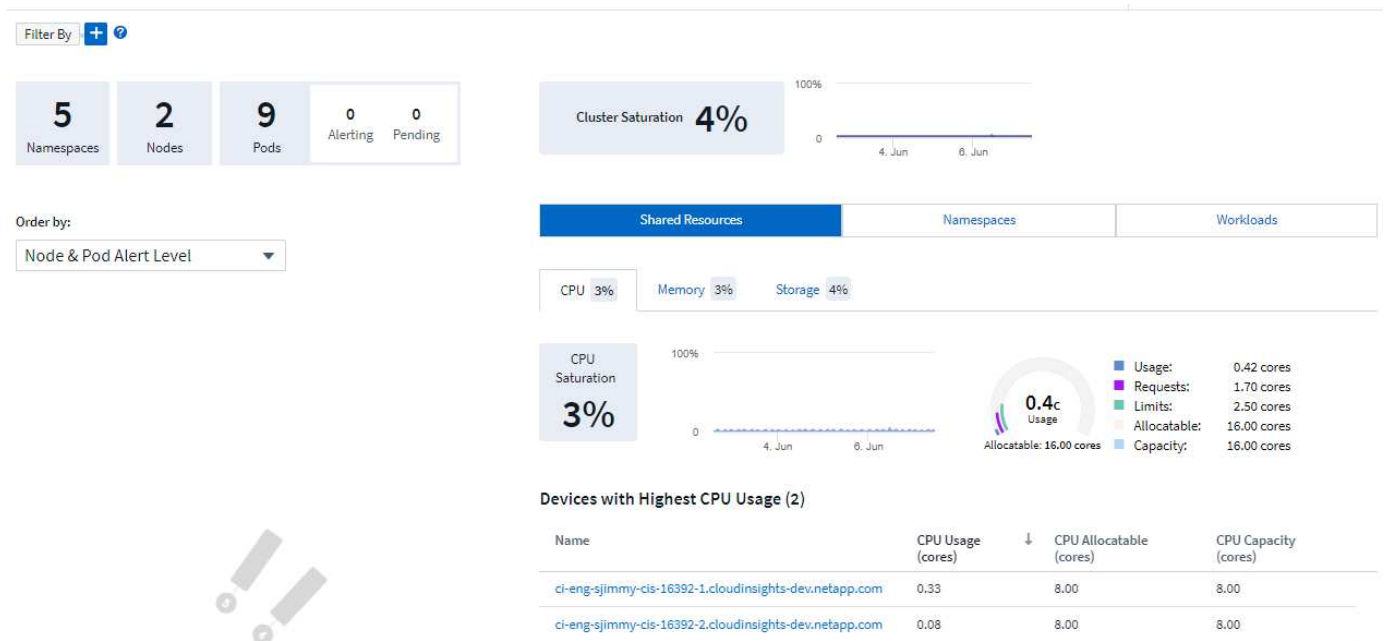 Filter By + ?
5
Namespaces
2
Nodes
9
Pods
0
Alerting
0
Pending
Cluster Saturation 4%
100%
0
4. Jun
6. Jun
Order by:
Node & Pod Alert Level
Shared Resources
Namespaces
Workloads
CPU 3%
Memory 3%
Storage 4%
CPU
Saturation
3%
100%
0
4. Jun
6. Jun
0.4c
Usage
Allocatable: 16.00 cores
Usage: 0.42 cores
Requests: 1.70 cores
Limits: 2.50 cores
Allocatable: 16.00 cores
Capacity: 16.00 cores
Devices with Highest CPU Usage (2)
Name
CPU Usage
(cores)
↓
CPU Allocatable
(cores)
CPU Capacity
(cores)
ci-eng-sjimmy-cis-16392-1.cloudinsights-dev.netapp.com 0.33 8.00 8.00
ci-eng-sjimmy-cis-16392-2.cloudinsights-dev.netapp.com 0.08 8.00 8.00